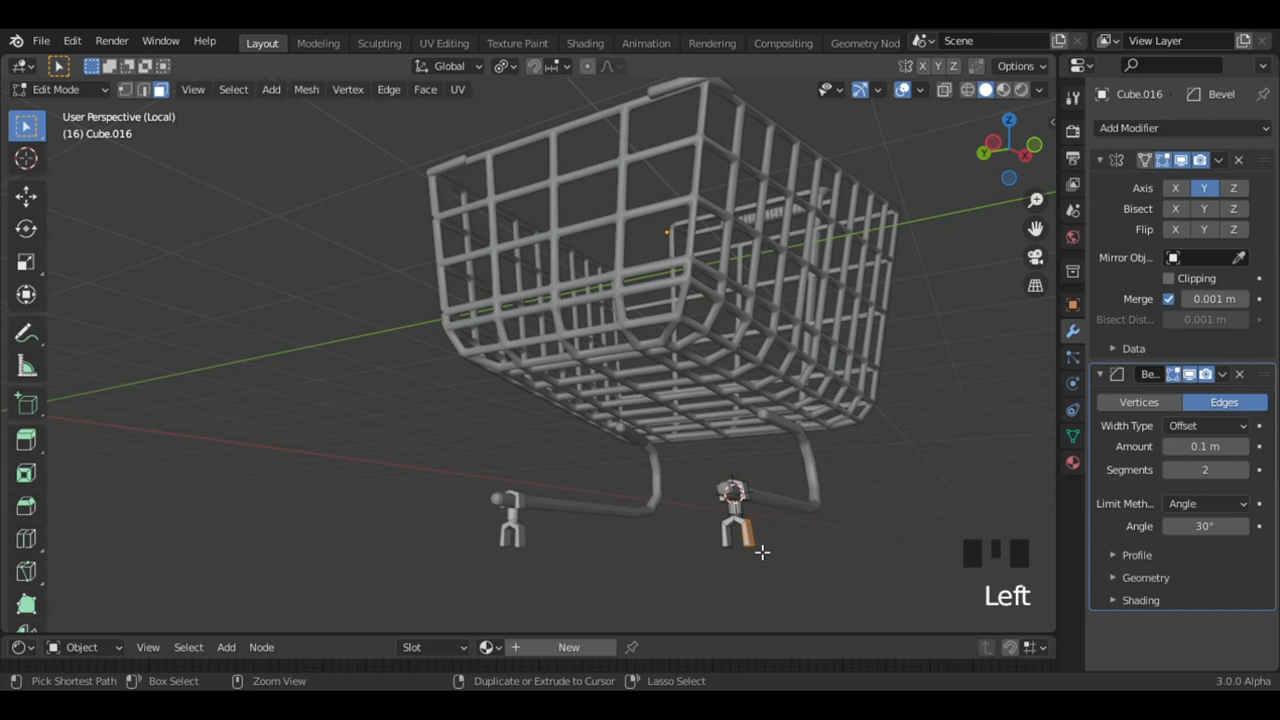 File Edit Render Window Help Layout Modeling Sculpting UV Editing Texture Paint Shading Animation Rendering Compositing Geometry Nod Scene View Layer
Global X Y Z Options
Edit Mode View Select Add Mesh Vertex Edge Face UV
Cube.016 Bevel
User Perspective (Local)
(16) Cube.016
Add Modifier
Z
Y X
Axis X Y Z
Bisect X Y Z
Flip X Y Z
Mirror Obj...
Clipping
Merge 0.001 m
Bisect Dist... 0.001 m
Data
Be...
Vertices Edges
Width Type Offset
Amount 0.1 m
Segments 2
Limit Meth... Angle
Angle 30°
Profile
Geometry
Shading
Left
Object View Select Add Node Slot New
Pick Shortest Path Box Select Zoom View Duplicate or Extrude to Cursor Lasso Select 3.0.0 Alpha